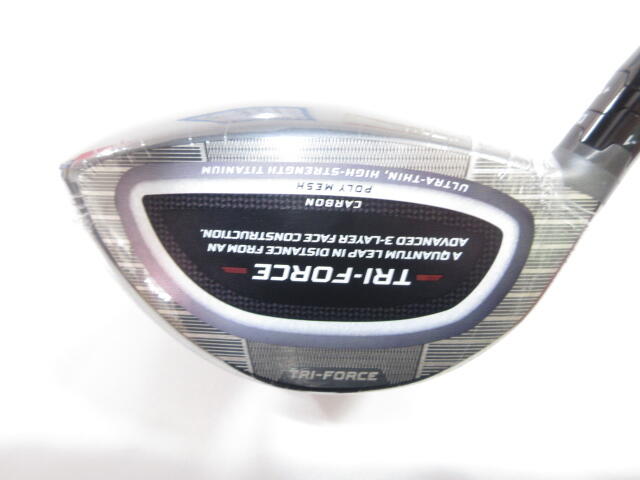 TRI-FORCE
A QUANTUM LEAP IN DISTANCE FROM AN
ADVANCED 3-LAYER FACE CONSTRUCTION.
CARBON
POLY MESH
ULTRA-THIN, HIGH-STRENGTH TITANIUM
TRI-FORCE